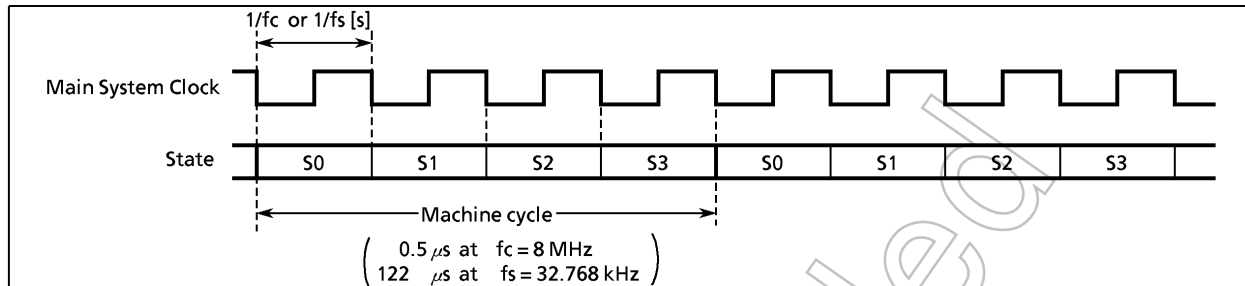 1/fc or 1/fs [s]
Main System Clock
State S0 S1 S2 S3 S0 S1 S2 S3
Machine cycle
0.5 μs at fc = 8 MHz
122 μs at fs = 32.768 kHz